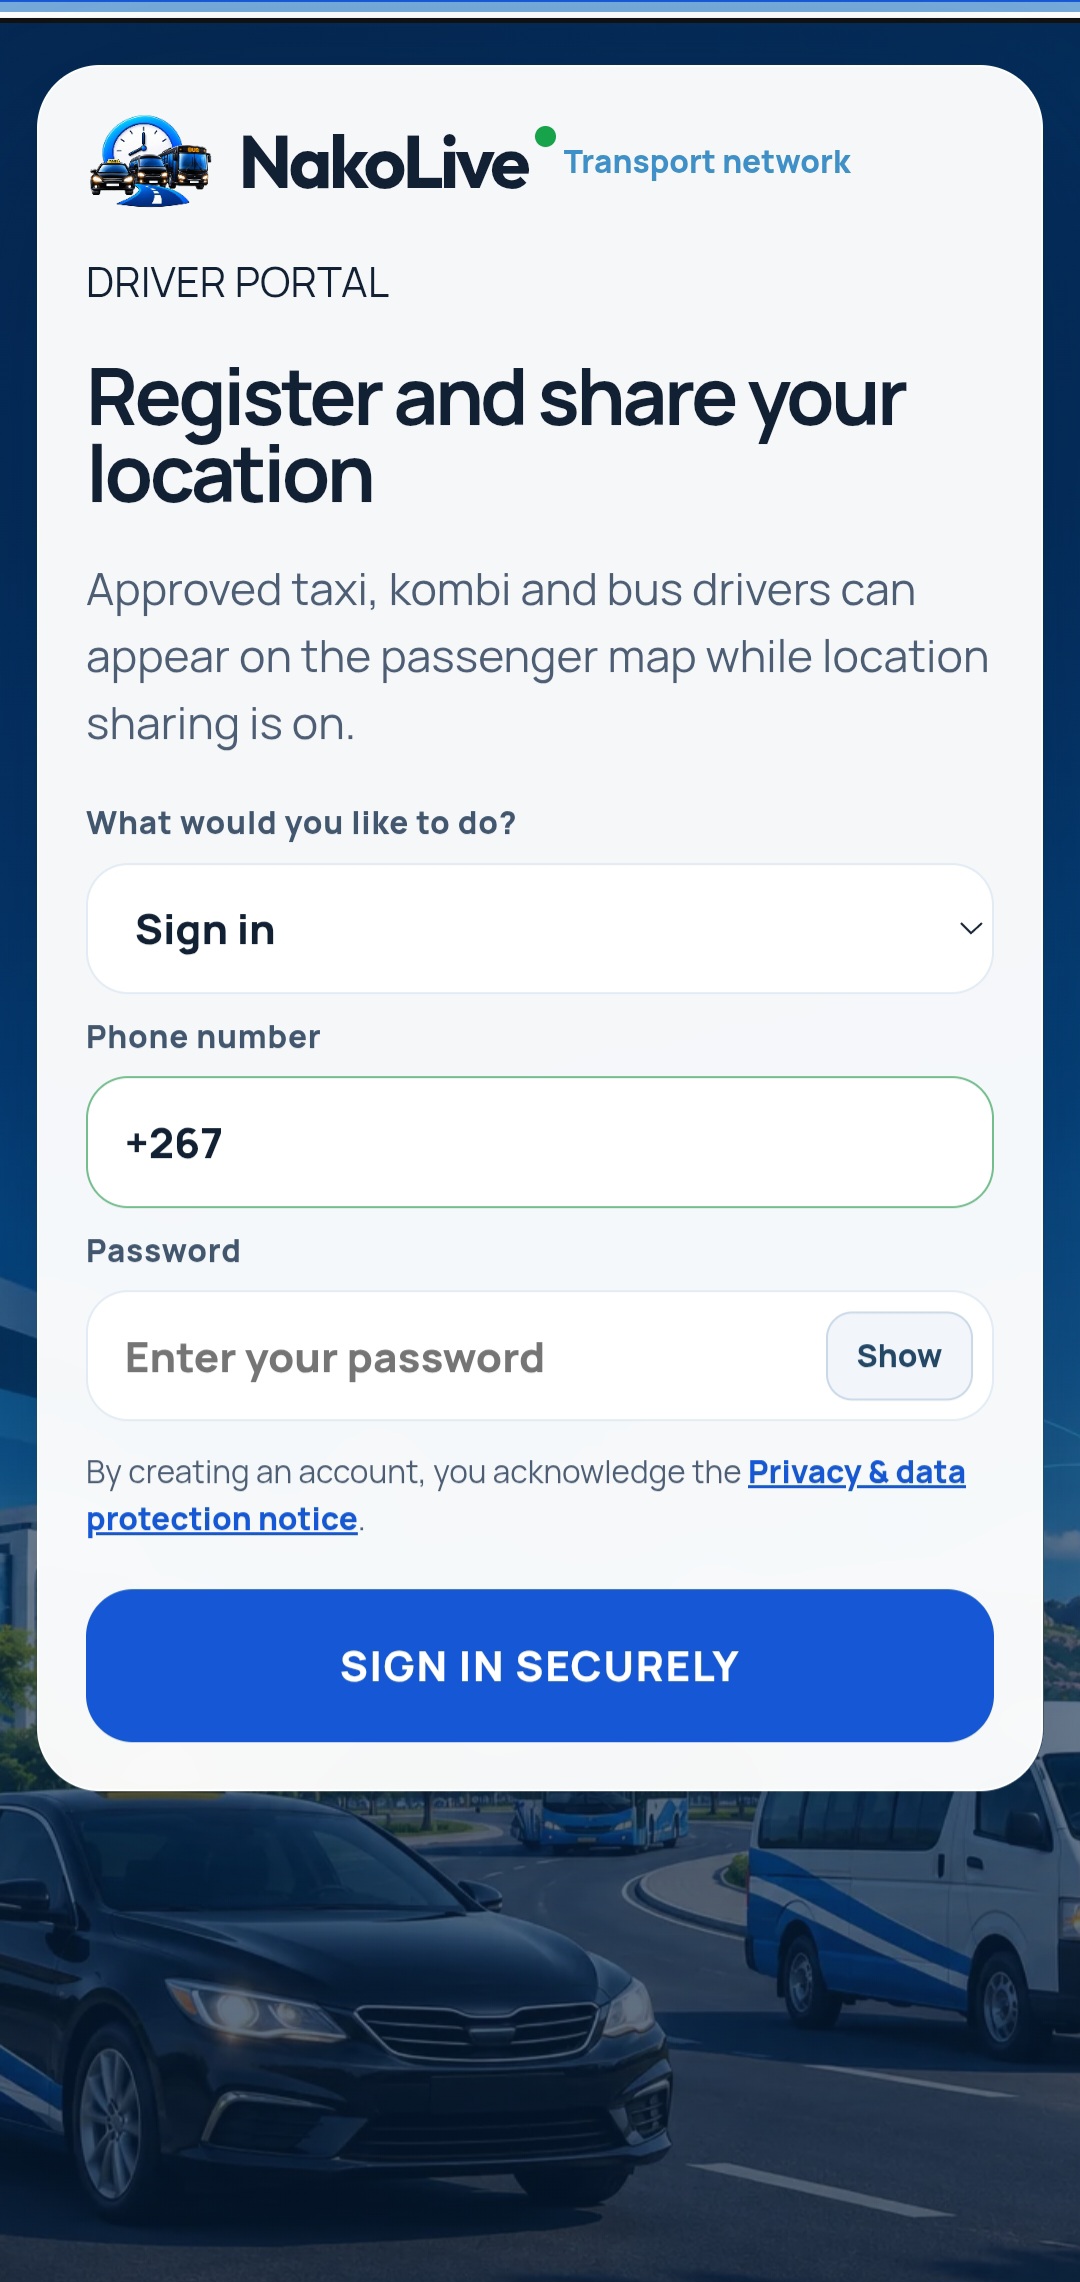 NakoLive Transport network
DRIVER PORTAL
Register and share your
location
Approved taxi, kombi and bus drivers can
appear on the passenger map while location
sharing is on.
What would you like to do?
Sign in
Phone number
+267
Password
Enter your password Show
By creating an account, you acknowledge the Privacy & data
protection notice.
SIGN IN SECURELY